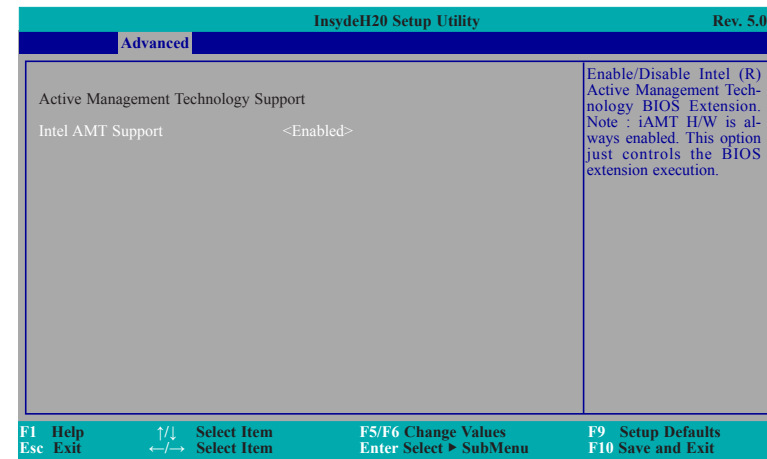 InsydeH20 Setup Utility Rev. 5.0
Advanced
Active Management Technology Support
Intel AMT Support <Enabled>
Enable/Disable Intel (R)
Active Management Tech-
nology BIOS Extension.
Note : iAMT H/W is al-
ways enabled. This option
just controls the BIOS
extension execution.
F1 Help ↑/↓ Select Item F5/F6 Change Values F9 Setup Defaults
Esc Exit ←/→ Select Item Enter Select ► SubMenu F10 Save and Exit